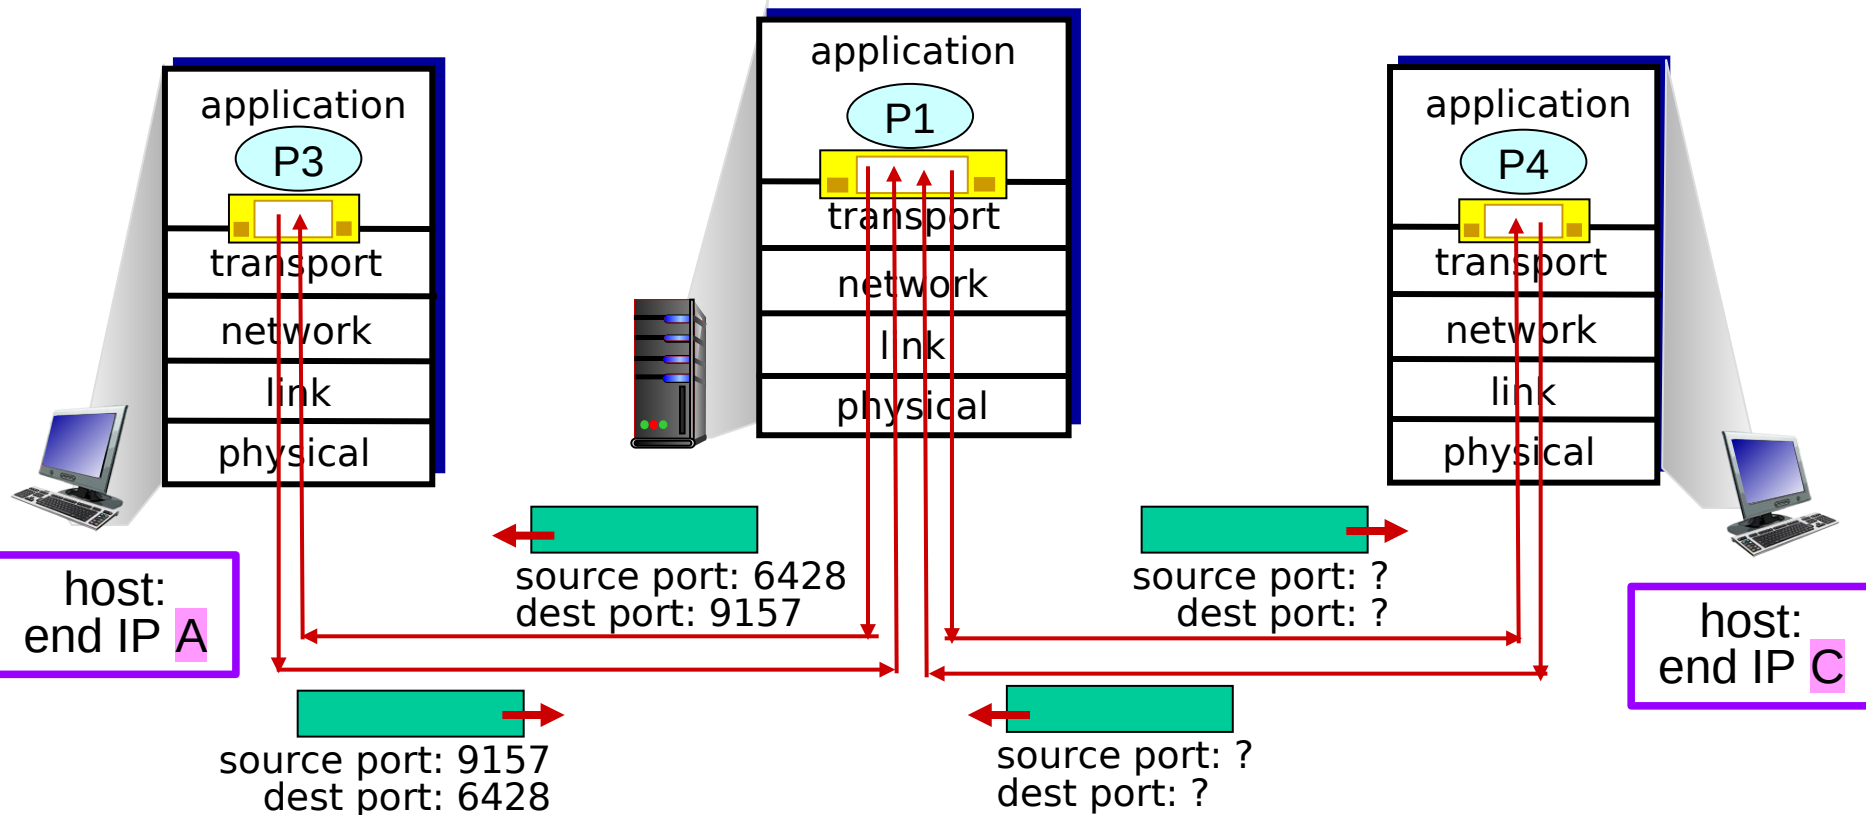 application
P3
transport
network
link
physical
host:
end IP A
application
P1
transport
network
link
physical
application
P4
transport
network
link
physical
host:
end IP C
source port: 6428
dest port: 9157
source port: ?
dest port: ?
source port: 9157
dest port: 6428
source port: ?
dest port: ?